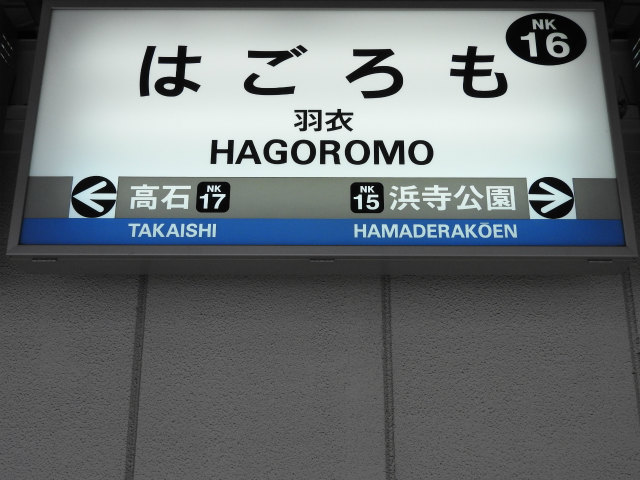 NK
16
はごろも
羽衣
HAGOROMO
高石 NK 17
NK 15 浜寺公園
TAKAISHI
HAMADERAKŌEN